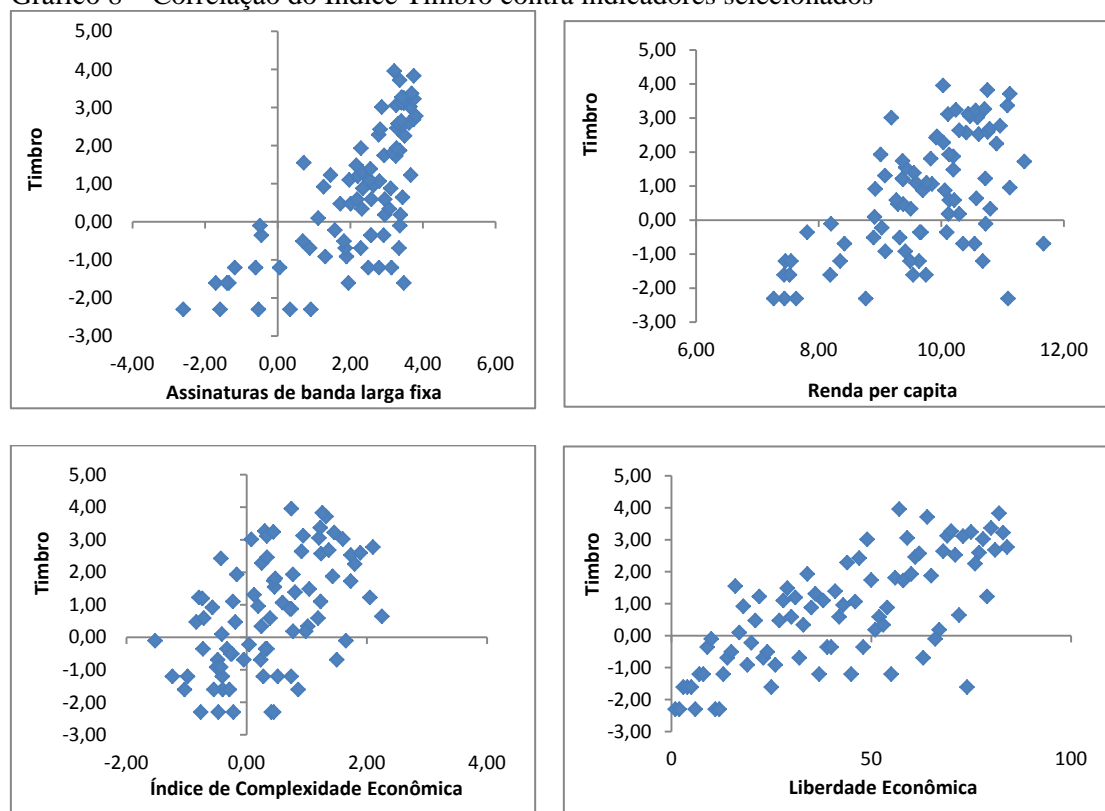 Gráfico 8 – Correlação do Índice Timbro contra indicadores selecionados
5,00
4,00
3,00
2,00
1,00
0,00
-1,00
-2,00
-3,00
Timbro
-4,00 -2,00 0,00 2,00 4,00 6,00
Assinaturas de banda larga fixa
5,00
4,00
3,00
2,00
1,00
0,00
-1,00
-2,00
-3,00
Timbro
6,00 8,00 10,00 12,00
Renda per capita
5,00
4,00
3,00
2,00
1,00
0,00
-1,00
-2,00
-3,00
Timbro
-2,00 0,00 2,00 4,00
Índice de Complexidade Econômica
5,00
4,00
3,00
2,00
1,00
0,00
-1,00
-2,00
-3,00
Timbro
0 50 100
Liberdade Econômica